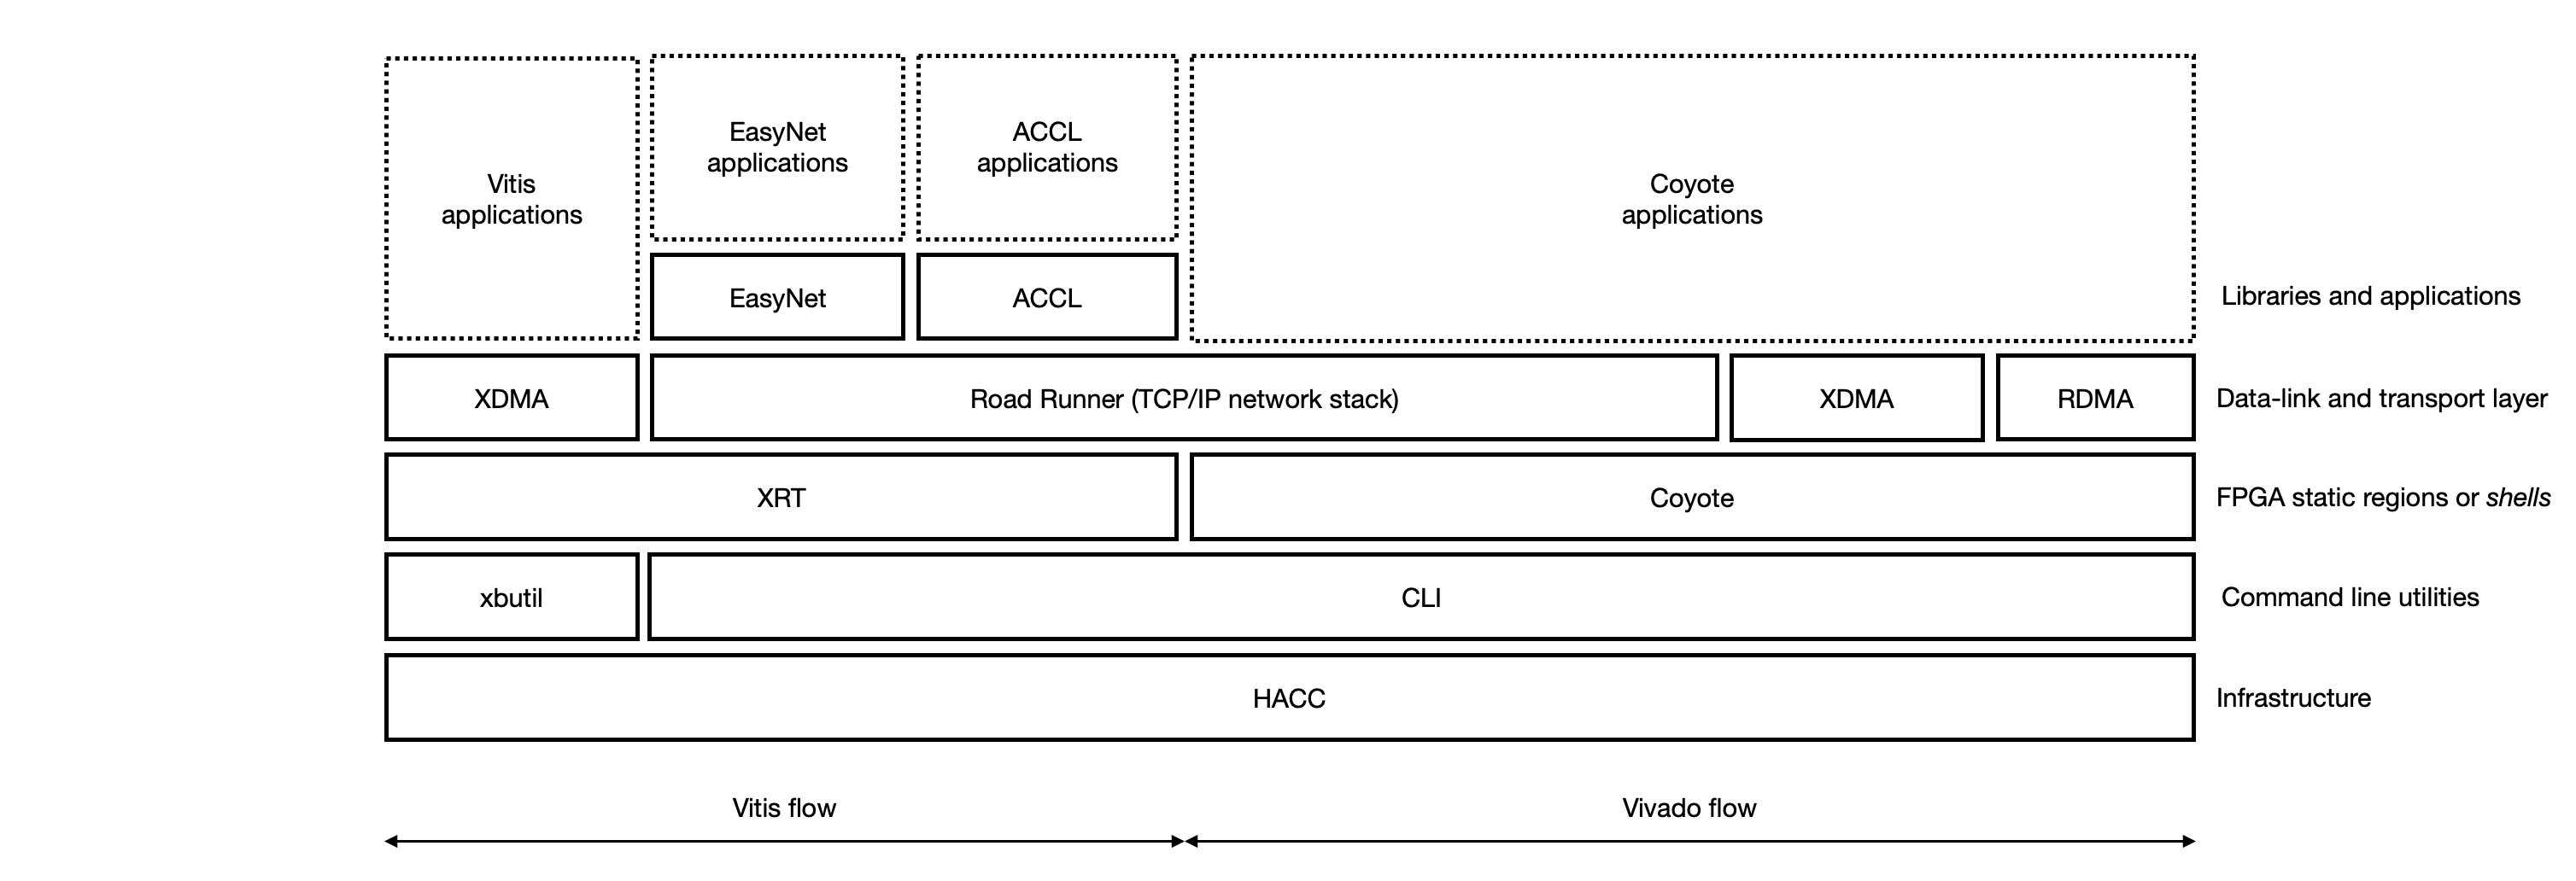 Vitis
applications
EasyNet
applications
ACCL
applications
Coyote
applications
EasyNet
ACCL
Libraries and applications
XDMA
Road Runner (TCP/IP network stack)
XDMA
RDMA
Data-link and transport layer
XRT
Coyote
FPGA static regions or shells
xbutil
CLI
Command line utilities
HACC
Infrastructure
Vitis flow
Vivado flow